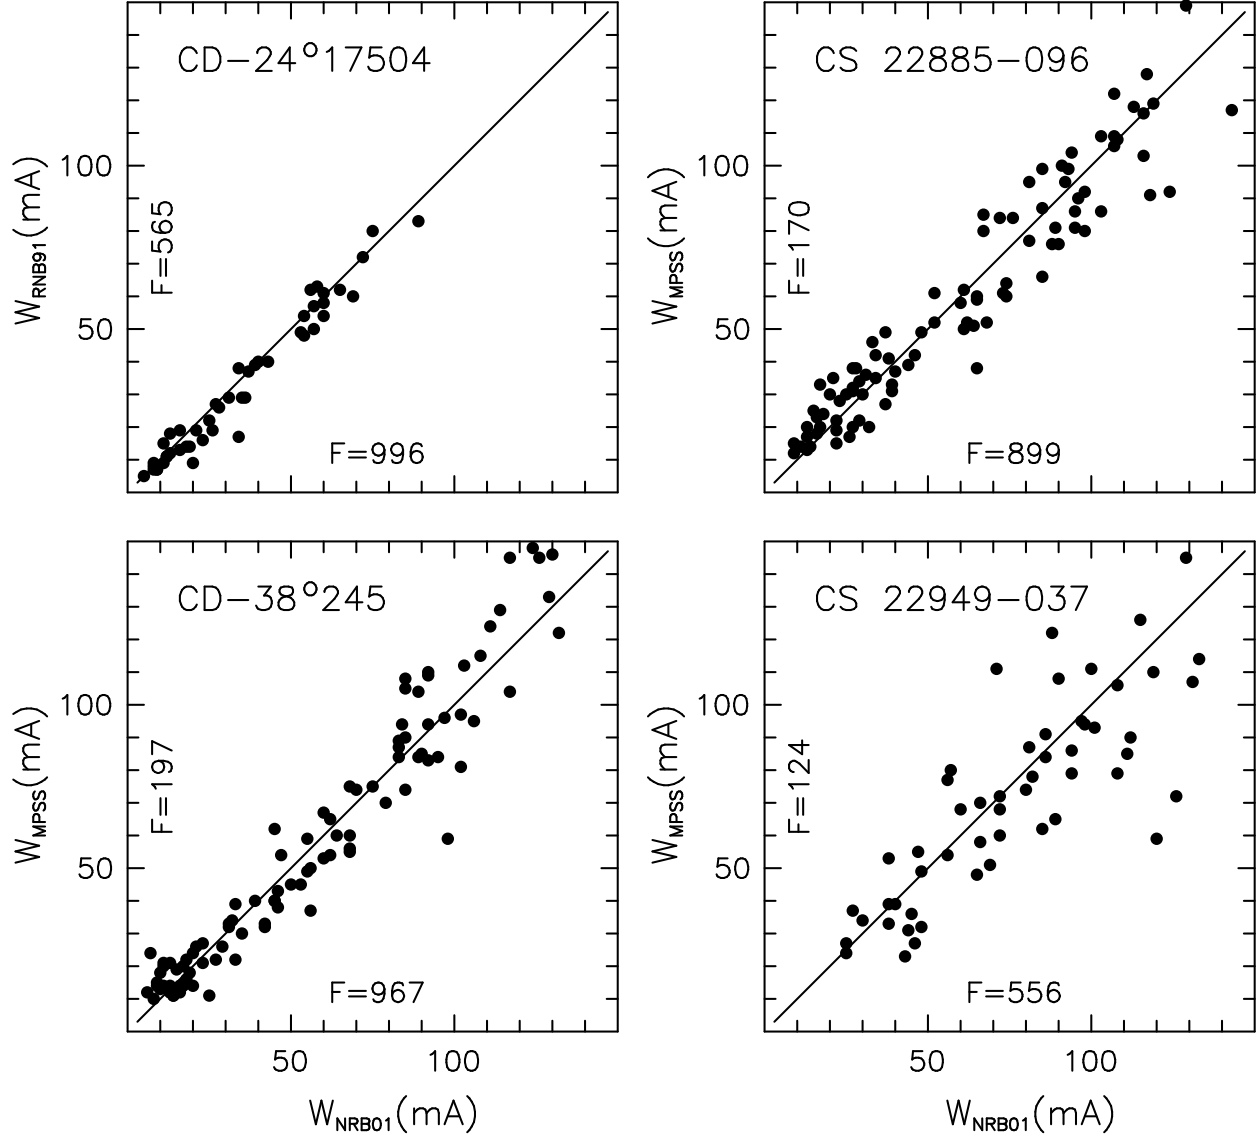 CD-24°17504
W_RNB91(mA)
100
50
F=565
F=996
CS 22885-096
W_MPSS(mA)
100
50
F=170
F=899
CD-38°245
W_MPSS(mA)
100
50
F=197
F=967
50 100
W_NRB01(mA)
CS 22949-037
W_MPSS(mA)
100
50
F=124
F=556
50 100
W_NRB01(mA)